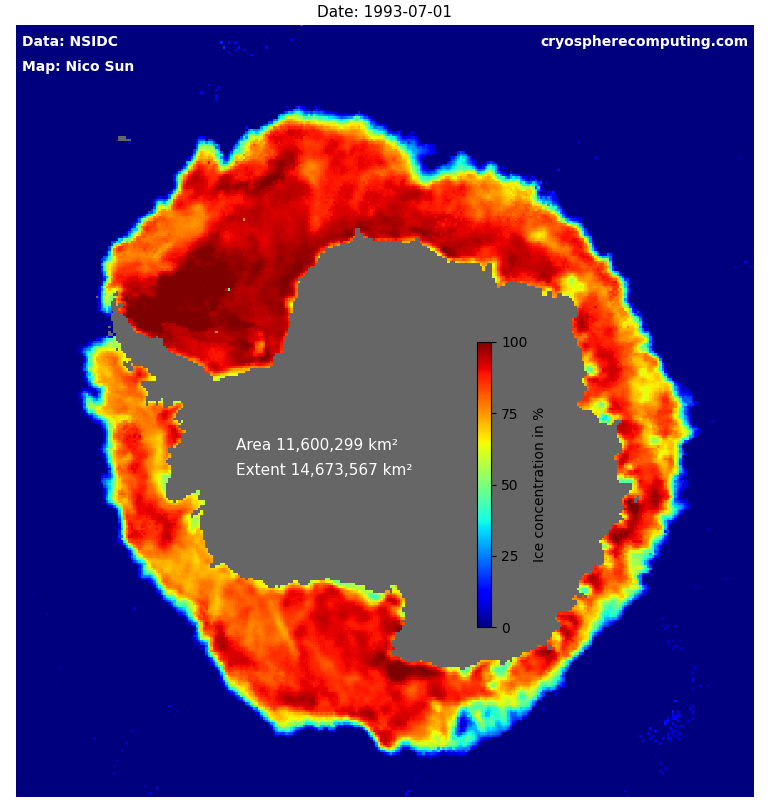 Date: 1993-07-01
Data: NSIDC
cryospherecomputing.com
Map: Nico Sun
Area 11,600,299 km²
Extent 14,673,567 km²
100
75
50
25
0
Ice concentration in %